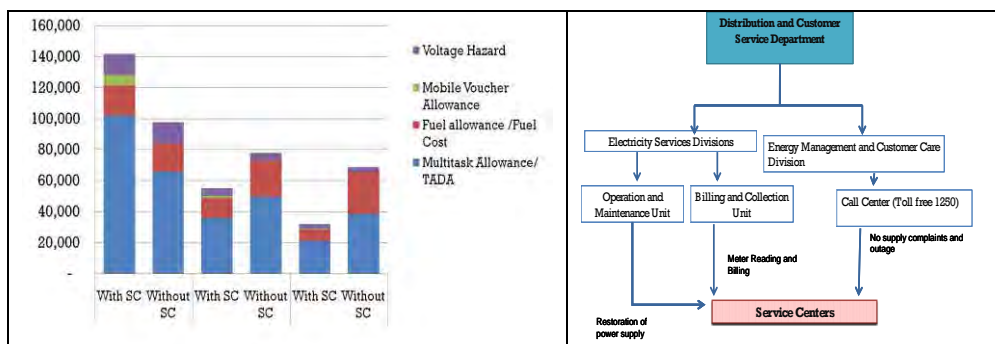 160,000
140,000
120,000
100,000
80,000
60,000
40,000
20,000
-
With SC
Without
SC
With SC
Without
SC
With SC
Without
SC
Voltage Hazard
Mobile Voucher
Allowance
Fuel allowance /Fuel
Cost
Multitask Allowance/
TADA
Distribution and Customer
Service Department
Electricity Services Divisions
Energy Management and Customer Care
Division
Operation and
Maintenance Unit
Billing and Collection
Unit
Call Center (Toll free 1250)
No supply complaints and
outage
Meter Reading and
Billing
Service Centers
Restoration of
power supply